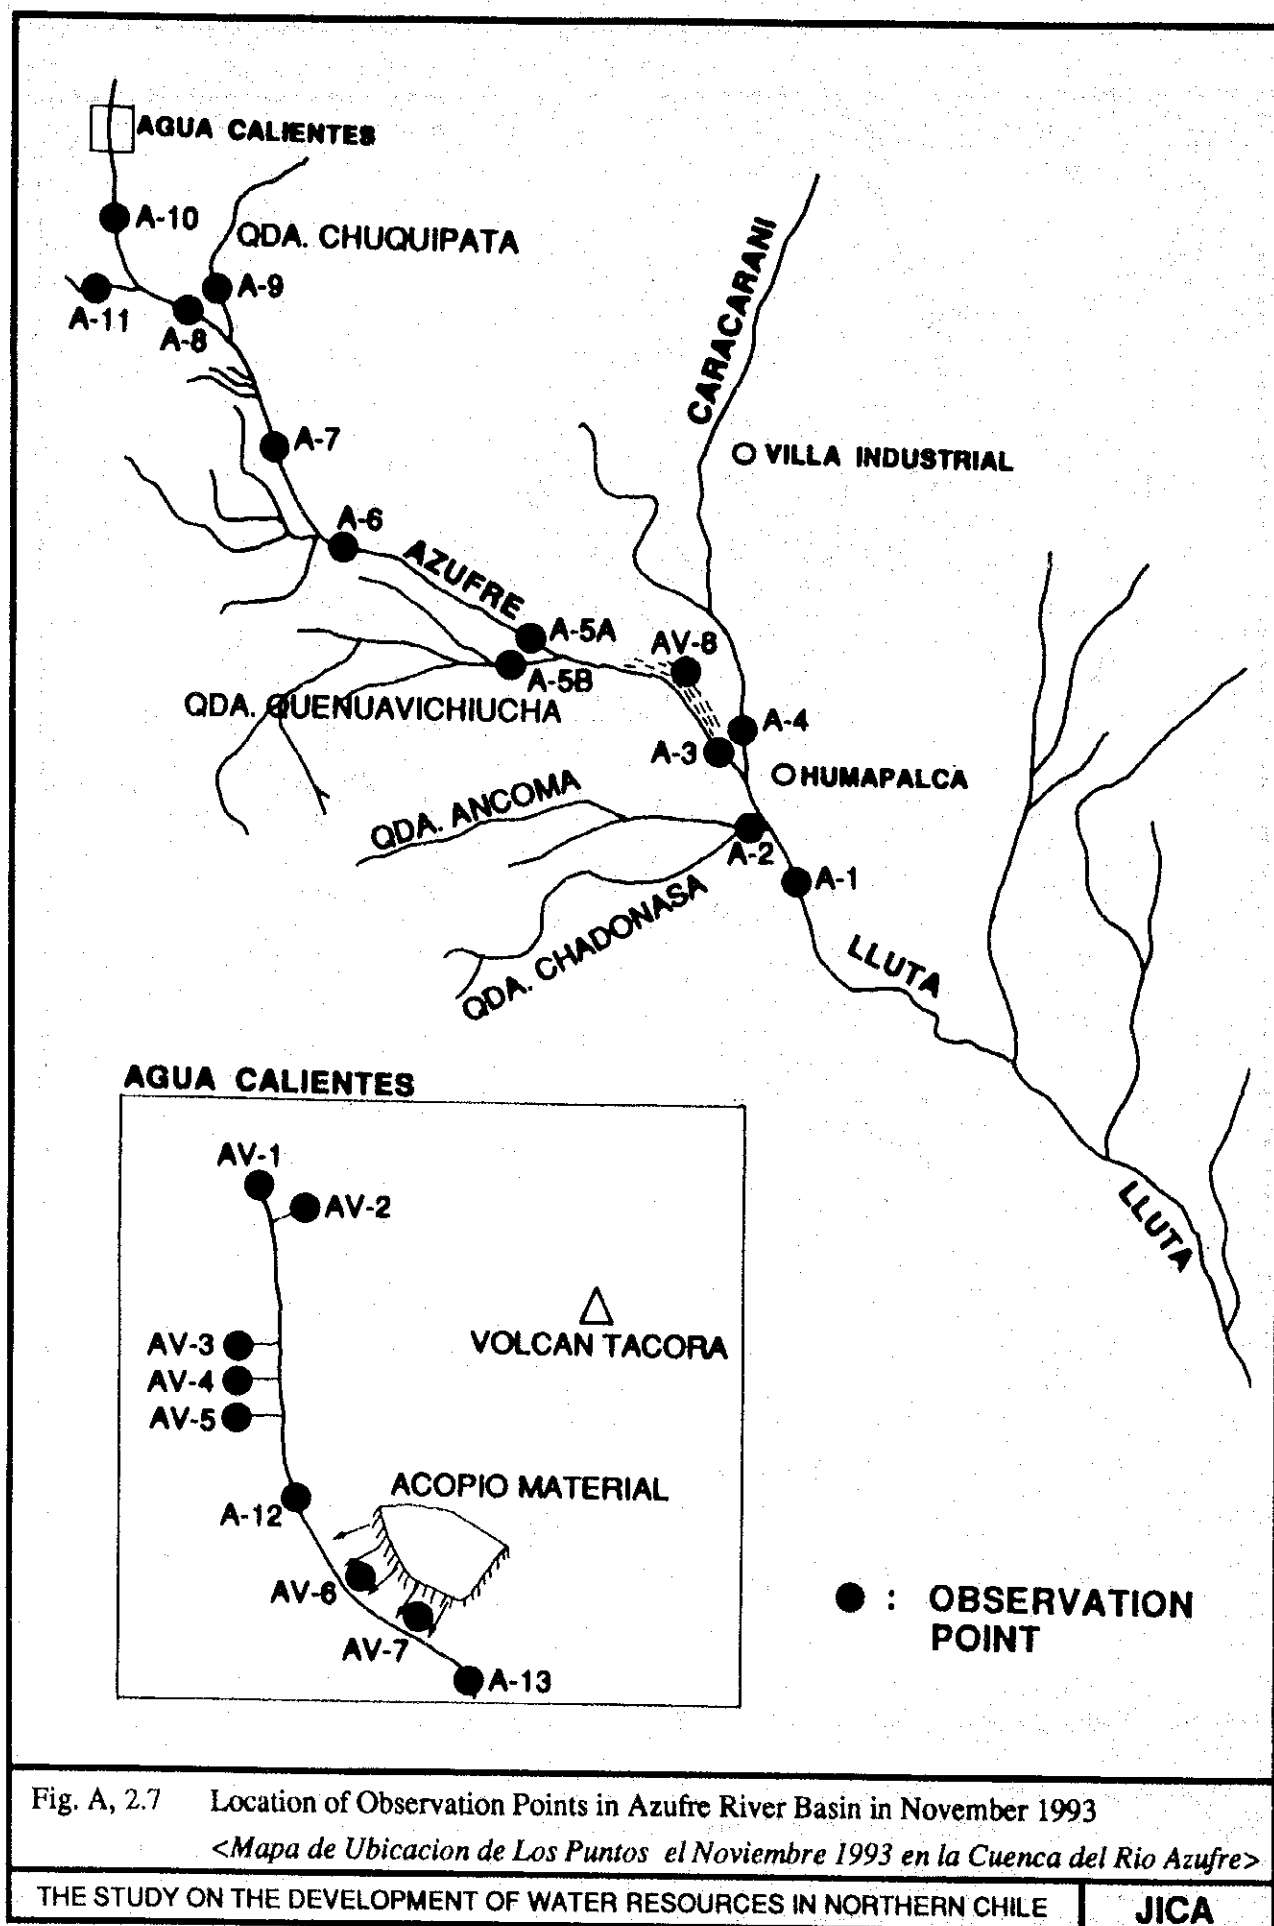 AGUA CALIENTES
A-10
QDA. CHUQUIPATA
A-9
A-11
A-8
CARACARANI
A-7
VILLA INDUSTRIAL
A-6
AZUFRE
A-5A
AV-8
A-5B
QDA. QUENUAVICHIUCHA
A-4
A-3
HUMAPALCA
QDA. ANCOMA
A-2
A-1
QDA. CHADONASA
LLUTA
AGUA CALIENTES
AV-1
AV-2
LLUTA
AV-3
VOLCAN TACORA
AV-4
AV-5
ACOPIO MATERIAL
A-12
AV-6
AV-7
A-13
: OBSERVATION
POINT
Fig. A, 2.7 Location of Observation Points in Azufre River Basin in November 1993
<Mapa de Ubicacion de Los Puntos el Noviembre 1993 en la Cuenca del Rio Azufre>
THE STUDY ON THE DEVELOPMENT OF WATER RESOURCES IN NORTHERN CHILE
JICA